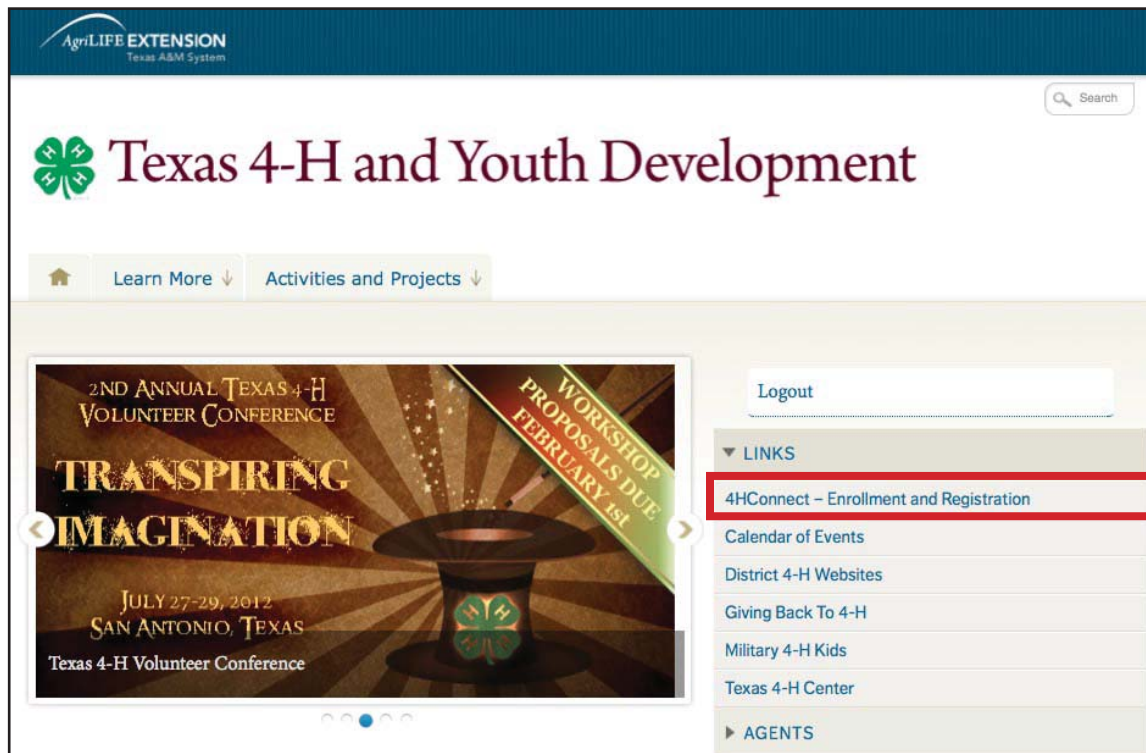 AgriLIFE EXTENSION
Texas A&M System
Search
Texas 4-H and Youth Development
Learn More ↓
Activities and Projects ↓
2ND ANNUAL TEXAS 4-H
VOLUNTEER CONFERENCE
TRANSPIRING
IMAGINATION
JULY 27-29, 2012
SAN ANTONIO, TEXAS
WORKSHOP
PROPOSALS DUE
FEBRUARY 1st
H H
H H
Texas 4-H Volunteer Conference
Logout
▼ LINKS
4HConnect – Enrollment and Registration
Calendar of Events
District 4-H Websites
Giving Back To 4-H
Military 4-H Kids
Texas 4-H Center
▶ AGENTS